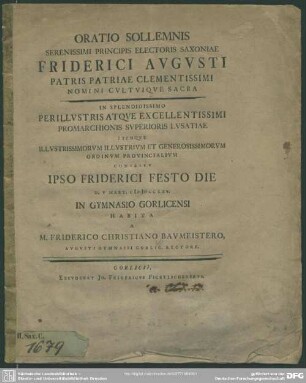 ORATIO SOLLEMNIS
SERENISSIMI PRINCIPIS ELECTORIS SAXONIAE
FRIDERICI AVGVSTI
PATRIS PATRIAE CLEMENTISSIMI
NOMINI CVLTVIQVE SACRA
IN SPLENDIDISSIMO
PERILLVSTRIS ATQVE EXCELLENTISSIMI
PROMARCHIONIS SVPERIORIS LVSATIAE
ILLVSTRISSIMORVM ILLVSTRIVM ET GENEROSISSIMORVM
ORDINVM PROVINCIALIVM
IPSO FRIDERICI FESTO DIE
IN GYMNASIO GORLICENSI
HABITA
A
M. FRIDERICO CHRISTIANO BAVMEISTERO,
AVGVSTI GYMNASII GORLIC. RECTORE.
GORLICII,
H. Sax. C.
1679